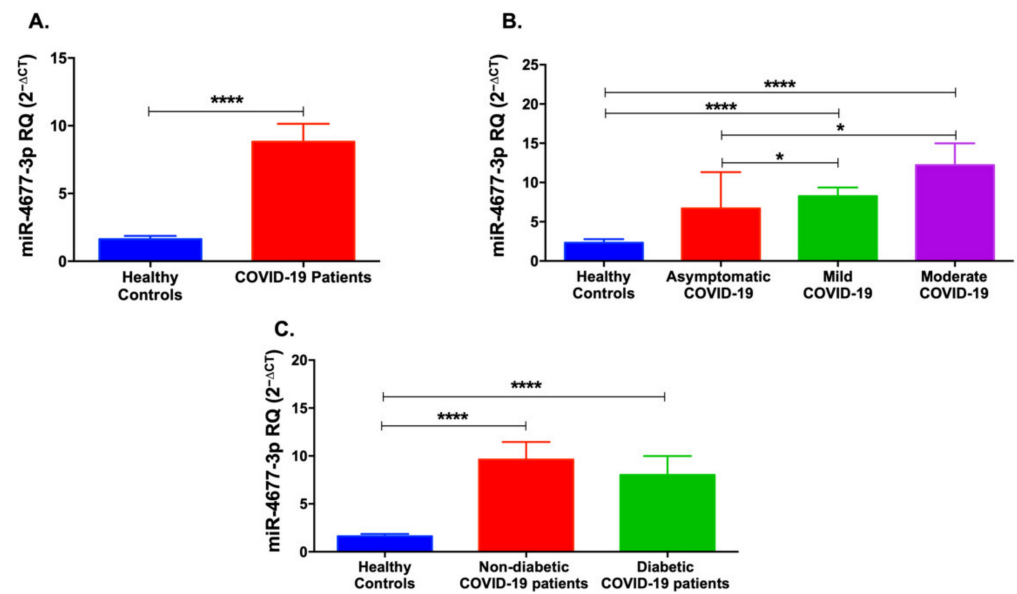 A.
miR-4677-3p RQ (2−ΔCT)
15
10
5
0
****
Healthy
Controls
COVID-19 Patients
B.
miR-4677-3p RQ (2−ΔCT)
25
20
15
10
5
0
****
****
*
*
Healthy
Controls
Asymptomatic
COVID-19
Mild
COVID-19
Moderate
COVID-19
C.
miR-4677-3p RQ (2−ΔCT)
20
15
10
5
0
****
****
Healthy
Controls
Non-diabetic
COVID-19 patients
Diabetic
COVID-19 patients